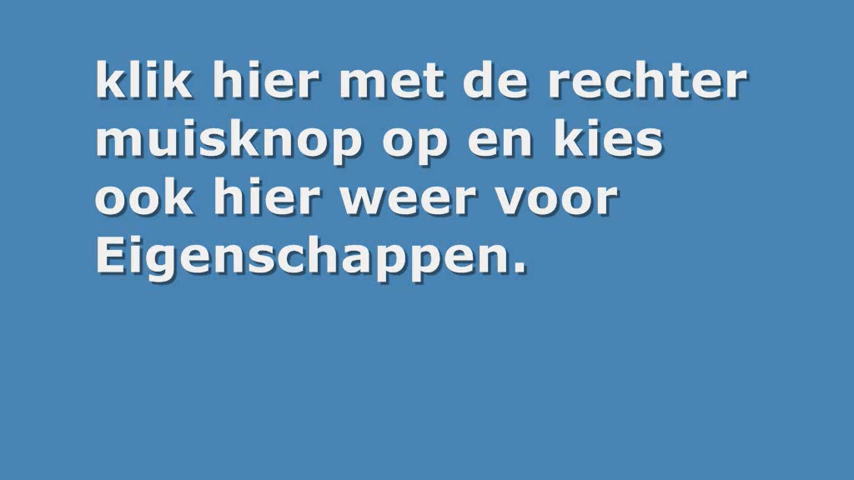 klik hier met de rechter
muisknop op en kies
ook hier weer voor
Eigenschappen.